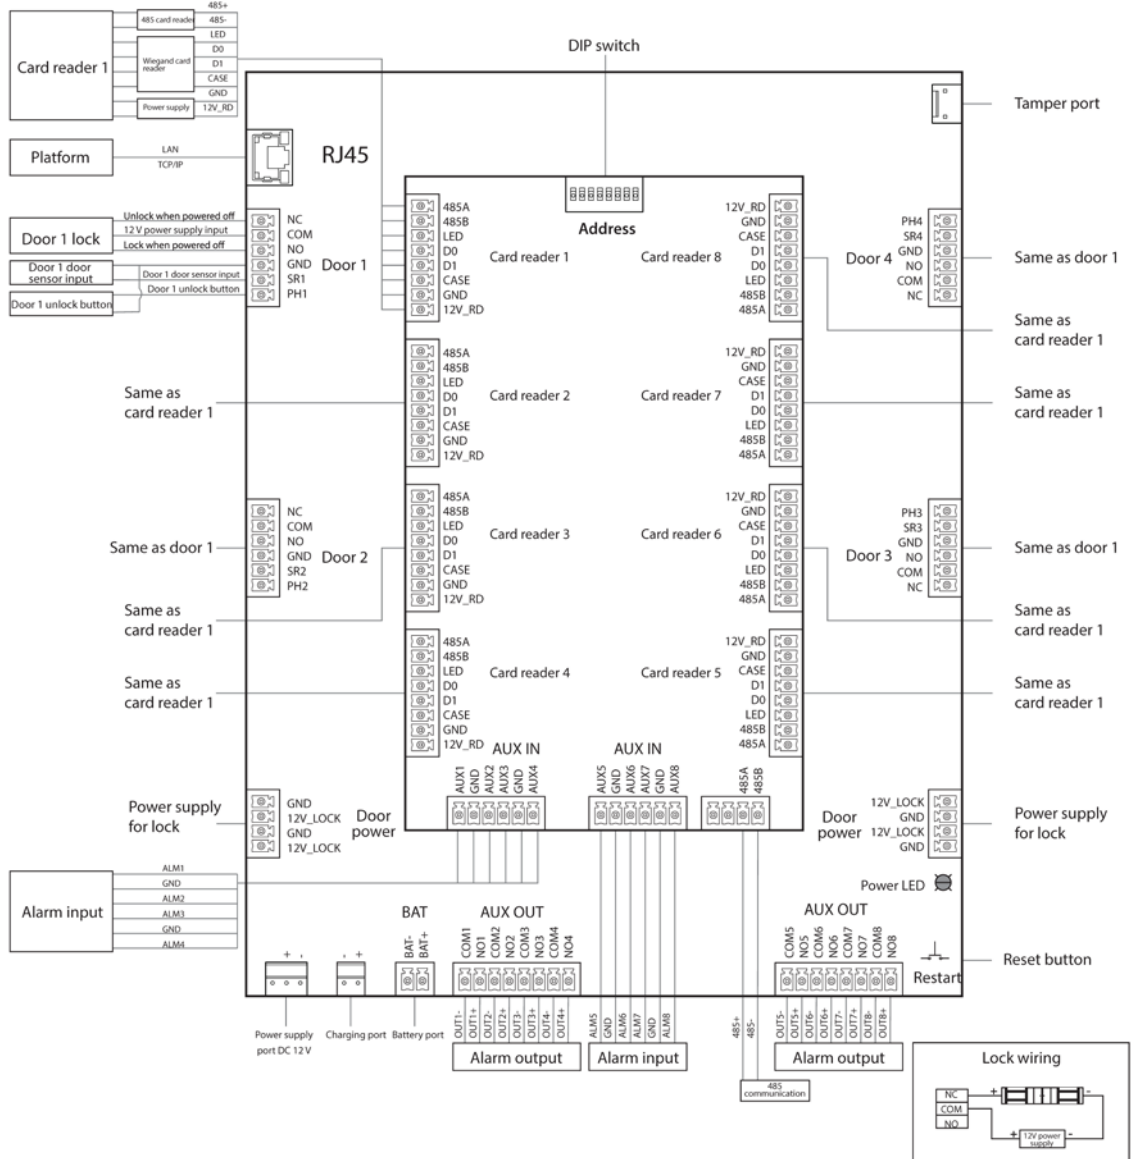 485+
485 card reader
485-
LED
D0
Wiegand card
reader
D1
CASE
GND
Power supply
12V_RD
Card reader 1
DIP switch
Tamper port
Platform
LAN
TCP/IP
RJ45
Address
Door 1 lock
Unlock when powered off
12V power supply input
Lock when powered off
Door 1 door
sensor input
Door 1 door sensor input
Door 1 unlock button
Door 1 unlock button
NC
COM
NO
GND
SR1
PH1
Door 1
485A
485B
LED
D0
D1
CASE
GND
12V_RD
Card reader 1
Card reader 8
12V_RD
GND
CASE
D1
D0
LED
485B
485A
PH4
SR4
GND
NO
COM
NC
Door 4
Same as door 1
Same as
card reader 1
Same as
card reader 1
485A
485B
LED
D0
D1
CASE
GND
12V_RD
Card reader 2
Card reader 7
12V_RD
GND
CASE
D1
D0
LED
485B
485A
Same as
card reader 1
Same as door 1
NC
COM
NO
GND
SR2
PH2
Door 2
485A
485B
LED
D0
D1
CASE
GND
12V_RD
Card reader 3
Card reader 6
12V_RD
GND
CASE
D1
D0
LED
485B
485A
PH3
SR3
GND
NO
COM
NC
Door 3
Same as door 1
Same as
card reader 1
Same as
card reader 1
Same as
card reader 1
485A
485B
LED
D0
D1
CASE
GND
12V_RD
Card reader 4
Card reader 5
12V_RD
GND
CASE
D1
D0
LED
485B
485A
Same as
card reader 1
AUX IN
AUX1
GND
AUX2
AUX3
GND
AUX4
AUX IN
AUX5
GND
AUX6
AUX7
GND
AUX8
485A
485B
Power supply
for lock
GND
12V_LOCK
GND
12V_LOCK
Door
power
Door
power
12V_LOCK
GND
12V_LOCK
GND
Power supply
for lock
Alarm input
ALM1
GND
ALM2
ALM3
GND
ALM4
Power LED
BAT
BAT-
BAT+
AUX OUT
COM1
NO1
COM2
NO2
COM3
NO3
COM4
NO4
AUX OUT
COM5
NO5
COM6
NO6
COM7
NO7
COM8
NO8
Restart
Reset button
+ -
- +
Power supply
port DC 12 V
Charging port
Battery port
OUT1-
OUT1+
OUT2-
OUT2+
OUT3-
OUT3+
OUT4-
OUT4+
Alarm output
ALM5
GND
ALM6
ALM7
GND
ALM8
Alarm input
485+
485-
485
communication
OUT5-
OUT5+
OUT6-
OUT6+
OUT7-
OUT7+
OUT8-
OUT8+
Alarm output
Lock wiring
NC
COM
NO
+ -
+ -
12V power
supply